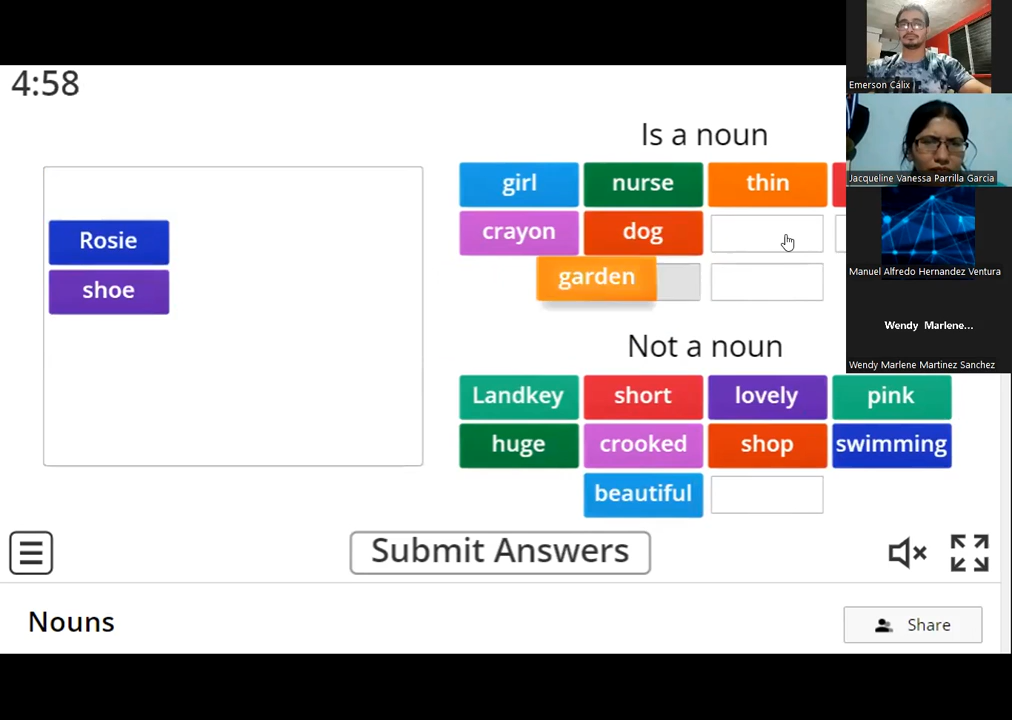 4:58
Emerson Cálix
Is a noun
girl nurse thin
Jacqueline Vanessa Parrilla Garcia
Rosie
crayon dog
shoe
garden
Manuel Alfredo Hernandez Ventura
Wendy Marlene...
Not a noun
Wendy Marlene Martinez Sanchez
Landkey short lovely pink
huge crooked shop swimming
beautiful
Submit Answers
Nouns
Share